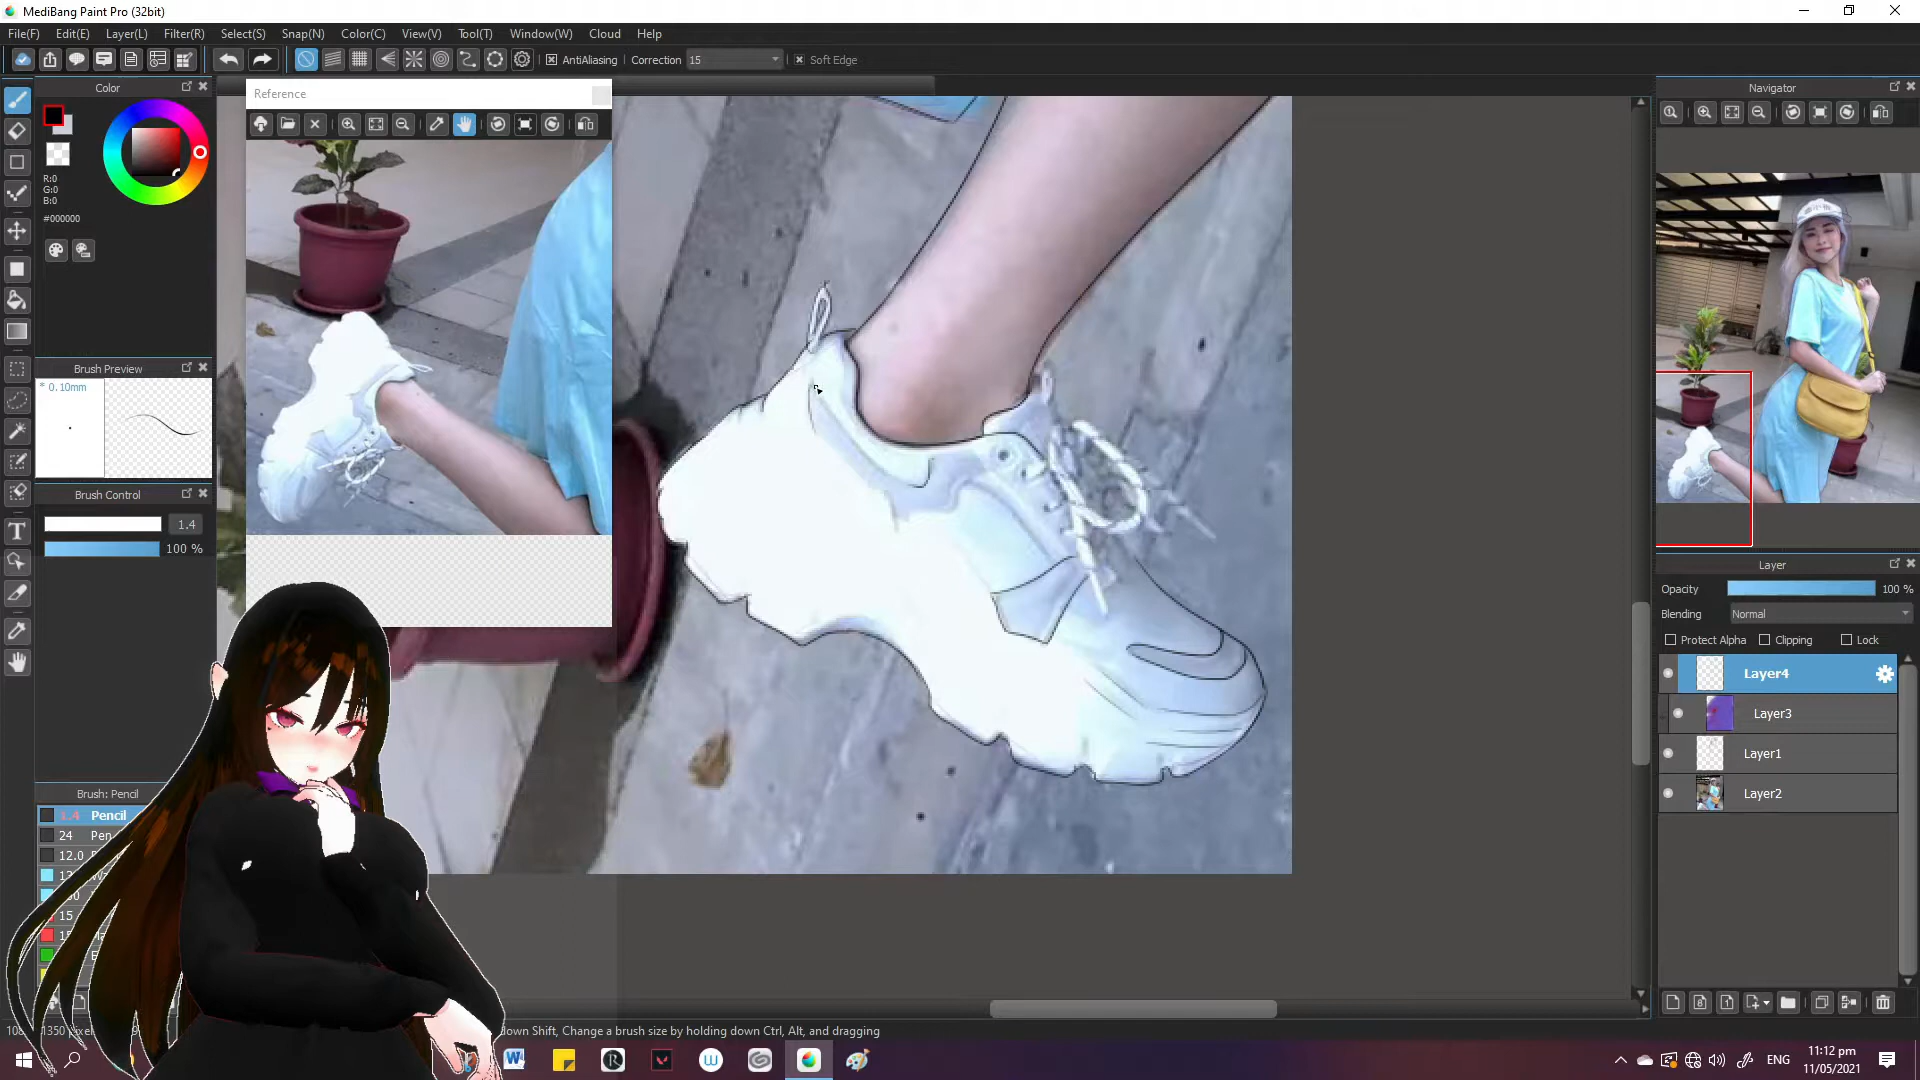 MediBang Paint Pro (32bit)
File(F) Edit(E) Layer(L) Filter(R) Select(S) Snap(N) Color(C) View(V) Tool(T) Window(W) Cloud Help
AntiAliasing Correction 15 Soft Edge
Color
R:0
G:0
B:0
#000000
Brush Preview
* 0.10mm
Brush Control
1.4
100 %
Brush: Pencil
1.4 Pencil
24 Pen
12.0
15
Reference
Navigator
Layer
Opacity 100 %
Blending Normal
Protect Alpha Clipping Lock
Layer4
Layer3
Layer1
Layer2
down Shift, Change a brush size by holding down Ctrl, Alt, and dragging
ENG
11:12 pm
11/05/2021